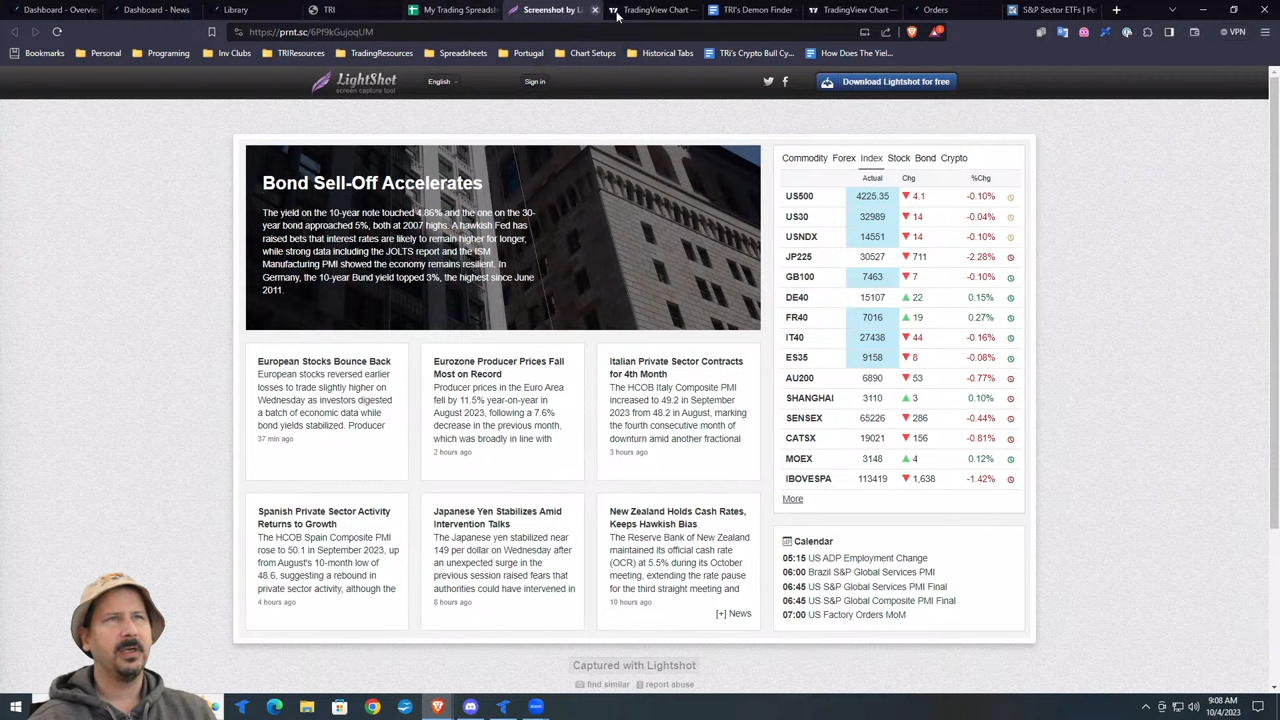 Dashboard - Overvie
Dashboard - News
Library
TRI
My Trading Spreads
Screenshot by Li
TradingView Chart —
TRI's Demon Finder
TradingView Chart —
Orders
S&P Sector ETFs | Pe
https://prnt.sc/6Pf9kGujoqUM
VPN
Bookmarks
Personal
Programing
Inv Clubs
TRIResources
TradingResources
Spreadsheets
Portugal
Chart Setups
Historical Tabs
TRi's Crypto Bull Cy...
How Does The Yiel...
LightShot
screen capture tool
English
Sign in
Download Lightshot for free
Bond Sell-Off Accelerates
The yield on the 10-year note touched 4.86% and the one on the 30-
year bond approached 5%, both at 2007 highs. A hawkish Fed has
raised bets that interest rates are likely to remain higher for longer,
while strong data including the JOLTS report and the ISM
Manufacturing PMI showed the economy remains resilient. In
Germany, the 10-year Bund yield topped 3%, the highest since June
2011.
European Stocks Bounce Back
European stocks reversed earlier
losses to trade slightly higher on
Wednesday as investors digested
a batch of economic data while
bond yields stabilized. Producer
37 min ago
Eurozone Producer Prices Fall
Most on Record
Producer prices in the Euro Area
fell by 11.5% year-on-year in
August 2023, following a 7.6%
decrease in the previous month,
which was broadly in line with
2 hours ago
Italian Private Sector Contracts
for 4th Month
The HCOB Italy Composite PMI
increased to 49.2 in September
2023 from 48.2 in August, marking
the fourth consecutive month of
downturn amid another fractional
3 hours ago
Spanish Private Sector Activity
Returns to Growth
The HCOB Spain Composite PMI
rose to 50.1 in September 2023, up
from August's 10-month low of
48.6, suggesting a rebound in
private sector activity, although the
4 hours ago
Japanese Yen Stabilizes Amid
Intervention Talks
The Japanese yen stabilized near
149 per dollar on Wednesday after
an unexpected surge in the
previous session raised fears that
authorities could have intervened in
8 hours ago
New Zealand Holds Cash Rates,
Keeps Hawkish Bias
The Reserve Bank of New Zealand
maintained its official cash rate
(OCR) at 5.5% during its October
meeting, extending the rate pause
for the third straight meeting and
10 hours ago
[+] News
Commodity Forex Index Stock Bond Crypto
Actual Chg %Chg
US500 4225.35 4.1 -0.10%
US30 32989 14 -0.04%
USNDX 14551 14 -0.10%
JP225 30527 711 -2.28%
GB100 7463 7 -0.10%
DE40 15107 22 0.15%
FR40 7016 19 0.27%
IT40 27438 44 -0.16%
ES35 9158 8 -0.08%
AU200 6890 53 -0.77%
SHANGHAI 3110 3 0.10%
SENSEX 65226 286 -0.44%
CATSX 19021 156 -0.81%
MOEX 3148 4 0.12%
IBOVESPA 113419 1,638 -1.42%
More
Calendar
05:15 US ADP Employment Change
06:00 Brazil S&P Global Services PMI
06:45 US S&P Global Services PMI Final
06:45 US S&P Global Composite PMI Final
07:00 US Factory Orders MoM
Captured with Lightshot
find similar
report abuse
9:08 AM
10/4/2023